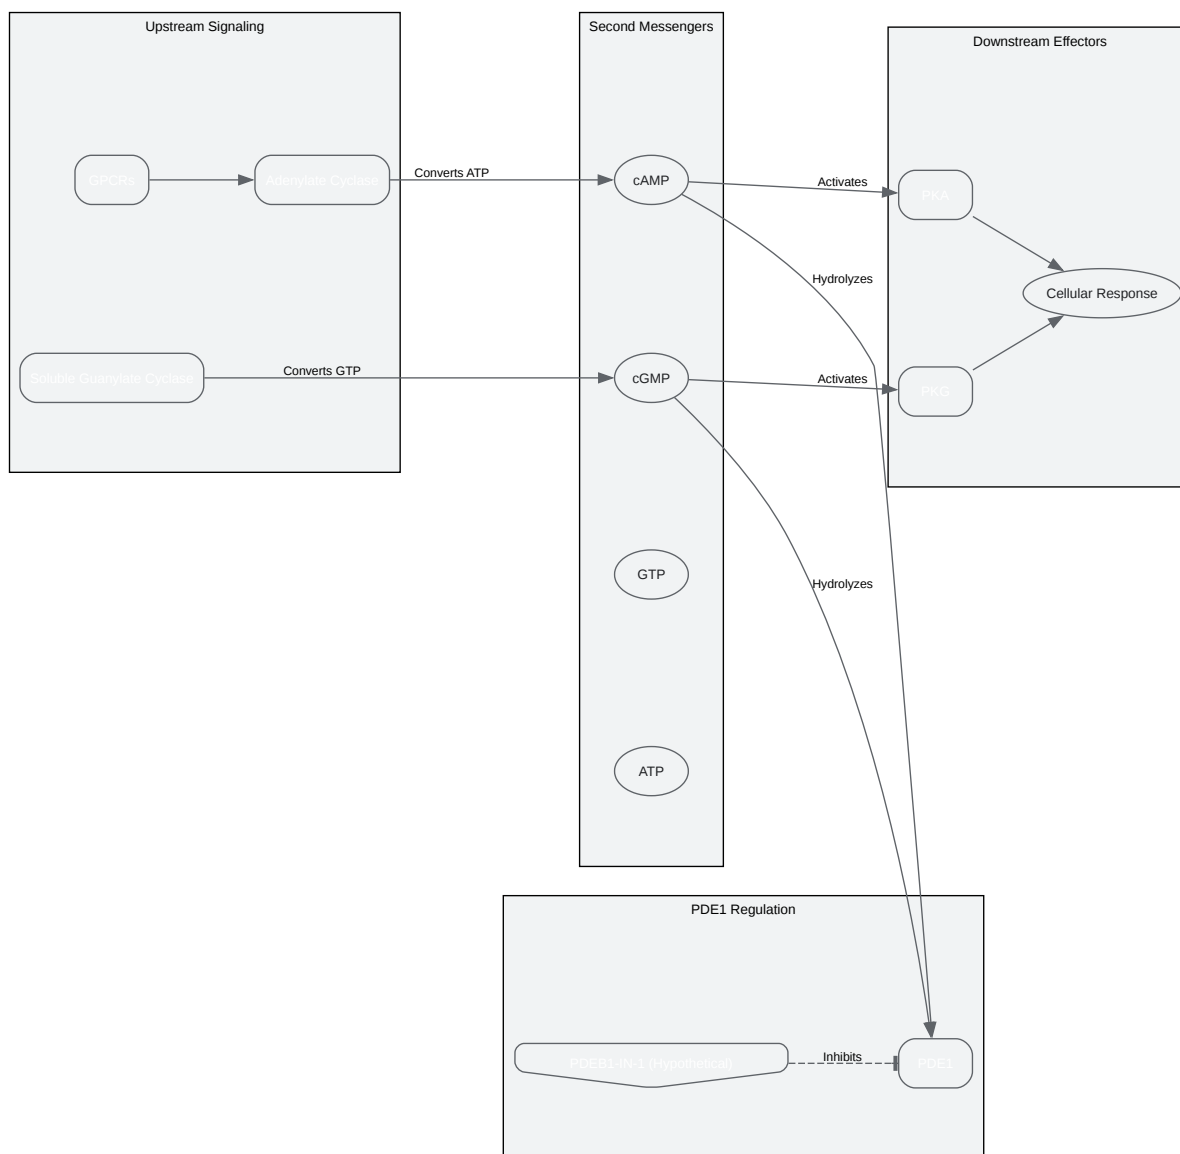 Upstream Signaling
Second Messengers
Downstream Effectors
GPCRs
Adenylate Cyclase
Converts ATP
cAMP
Activates
PKA
Hydrolyzes
Cellular Response
Soluble Guanylate Cyclase
Converts GTP
cGMP
Activates
PKG
GTP
Hydrolyzes
ATP
PDE1 Regulation
PDEB1-IN-1 (Hypothetical)
Inhibits
PDE1